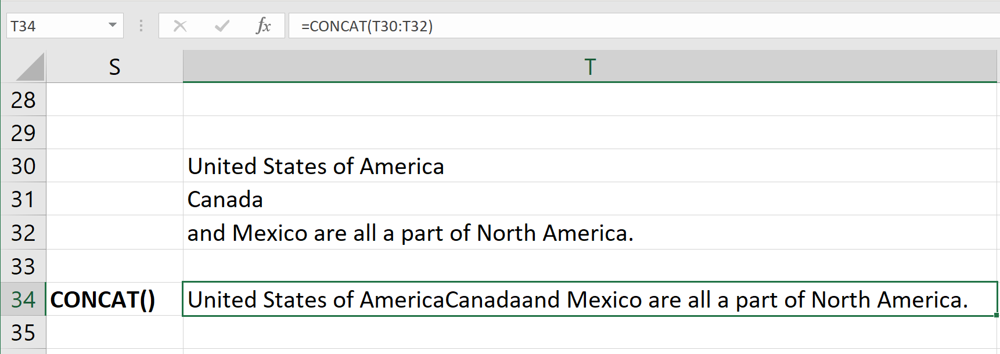 T34 fx =CONCAT(T30:T32)
S T
28
29
30 United States of America
31 Canada
32 and Mexico are all a part of North America.
33
34 CONCAT() United States of AmericaCanadaand Mexico are all a part of North America.
35